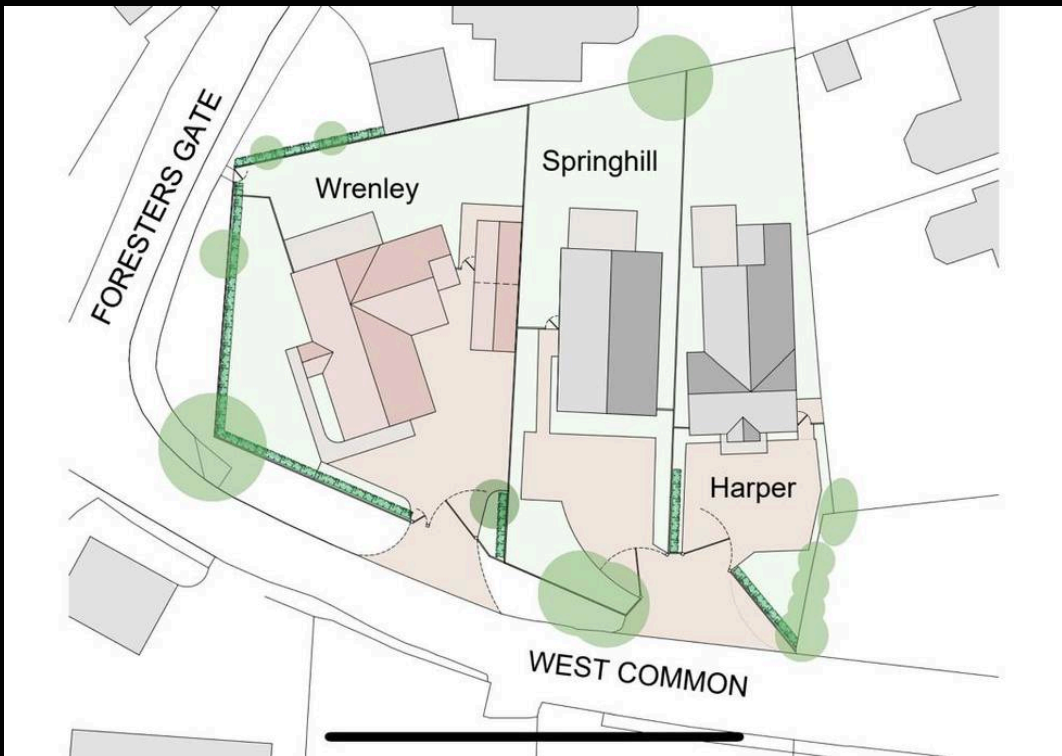 FORESTERS GATE
Wrenley
Springhill
Harper
WEST COMMON